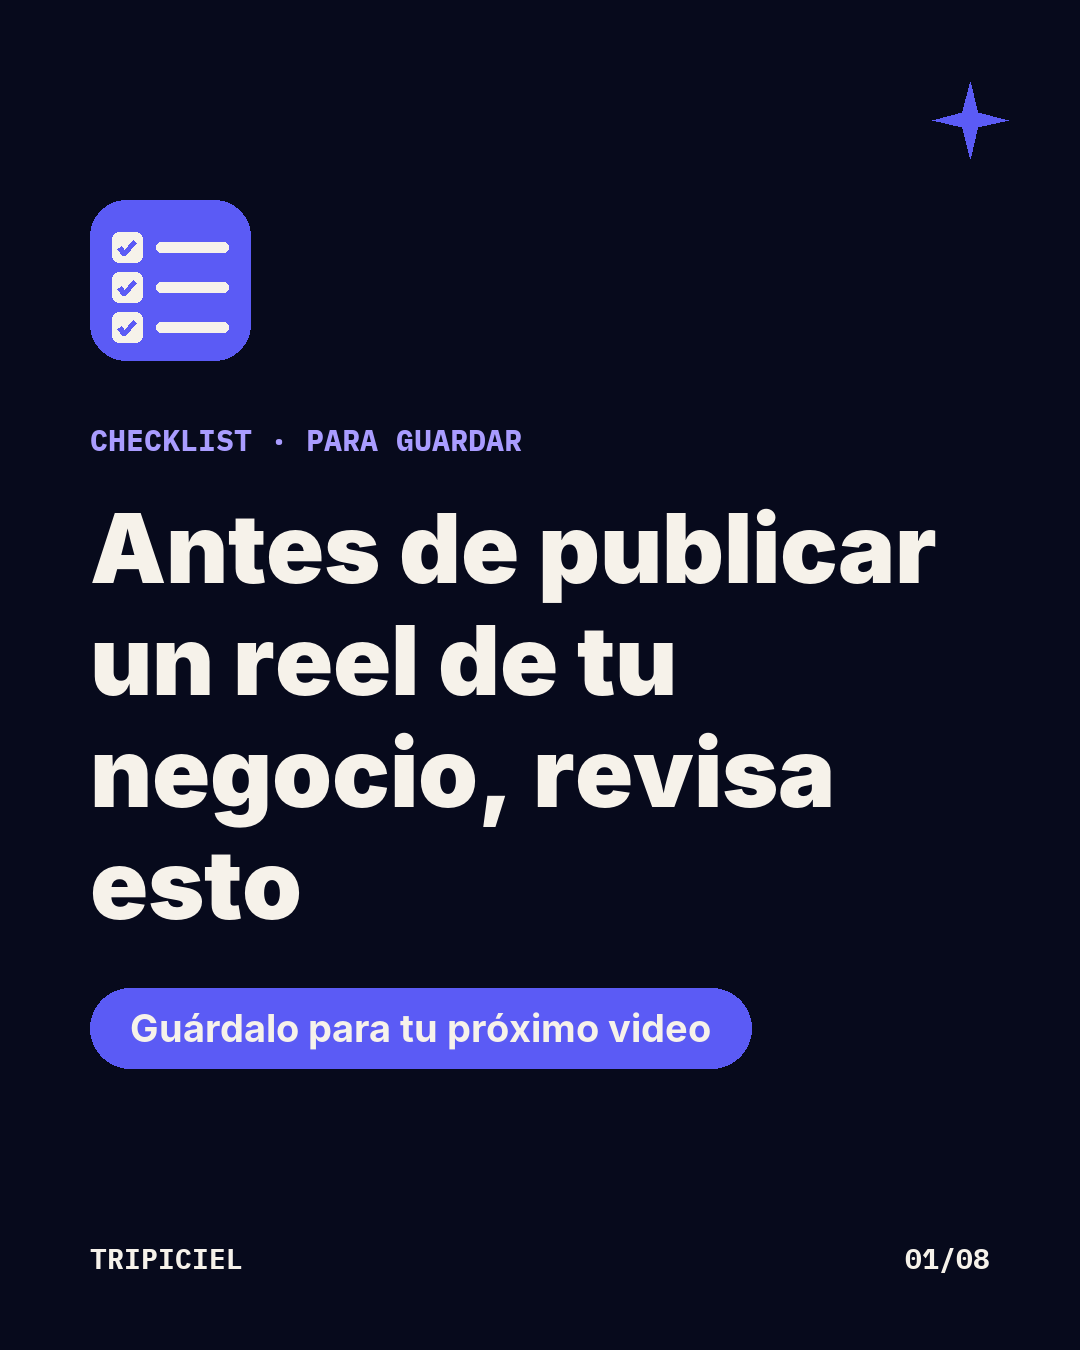 CHECKLIST · PARA GUARDAR
Antes de publicar
un reel de tu
negocio, revisa
esto
Guárdalo para tu próximo video
TRIPICIEL
01/08